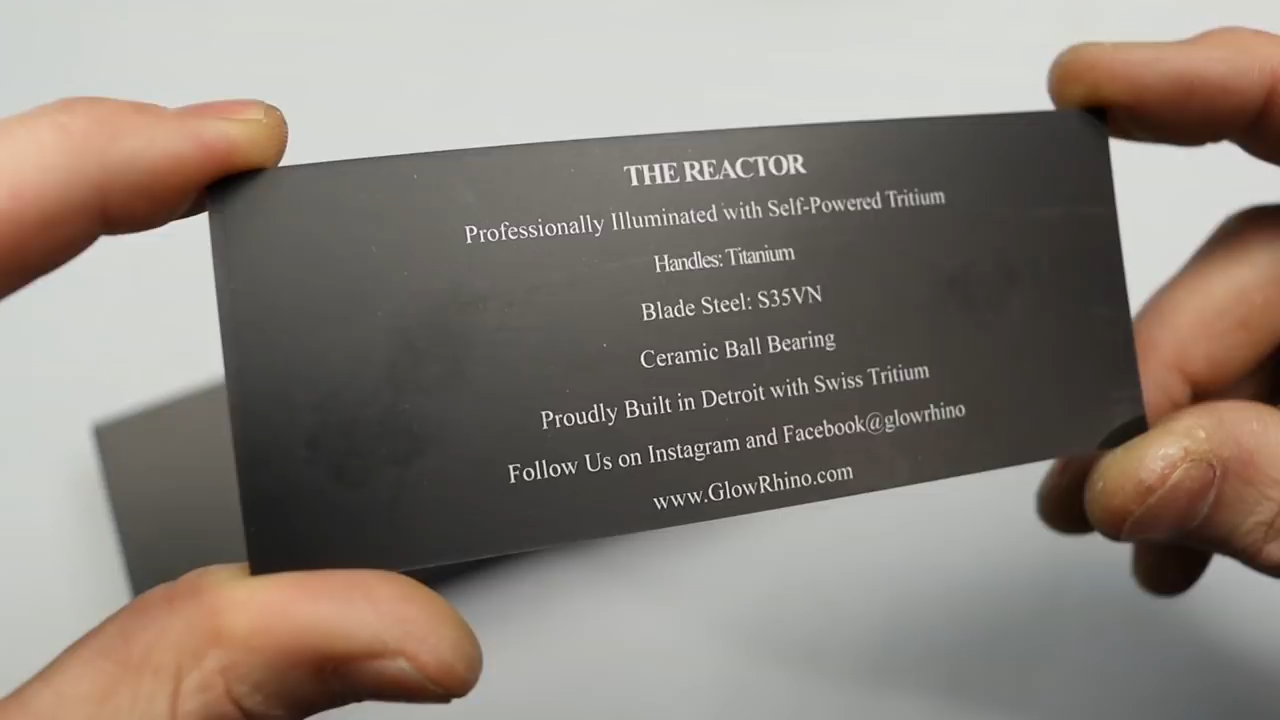 THE REACTOR
Professionally Illuminated with Self-Powered Tritium
Handles: Titanium
Blade Steel: S35VN
Ceramic Ball Bearing
Proudly Built in Detroit with Swiss Tritium
Follow Us on Instagram and Facebook@glowrhino
www.GlowRhino.com